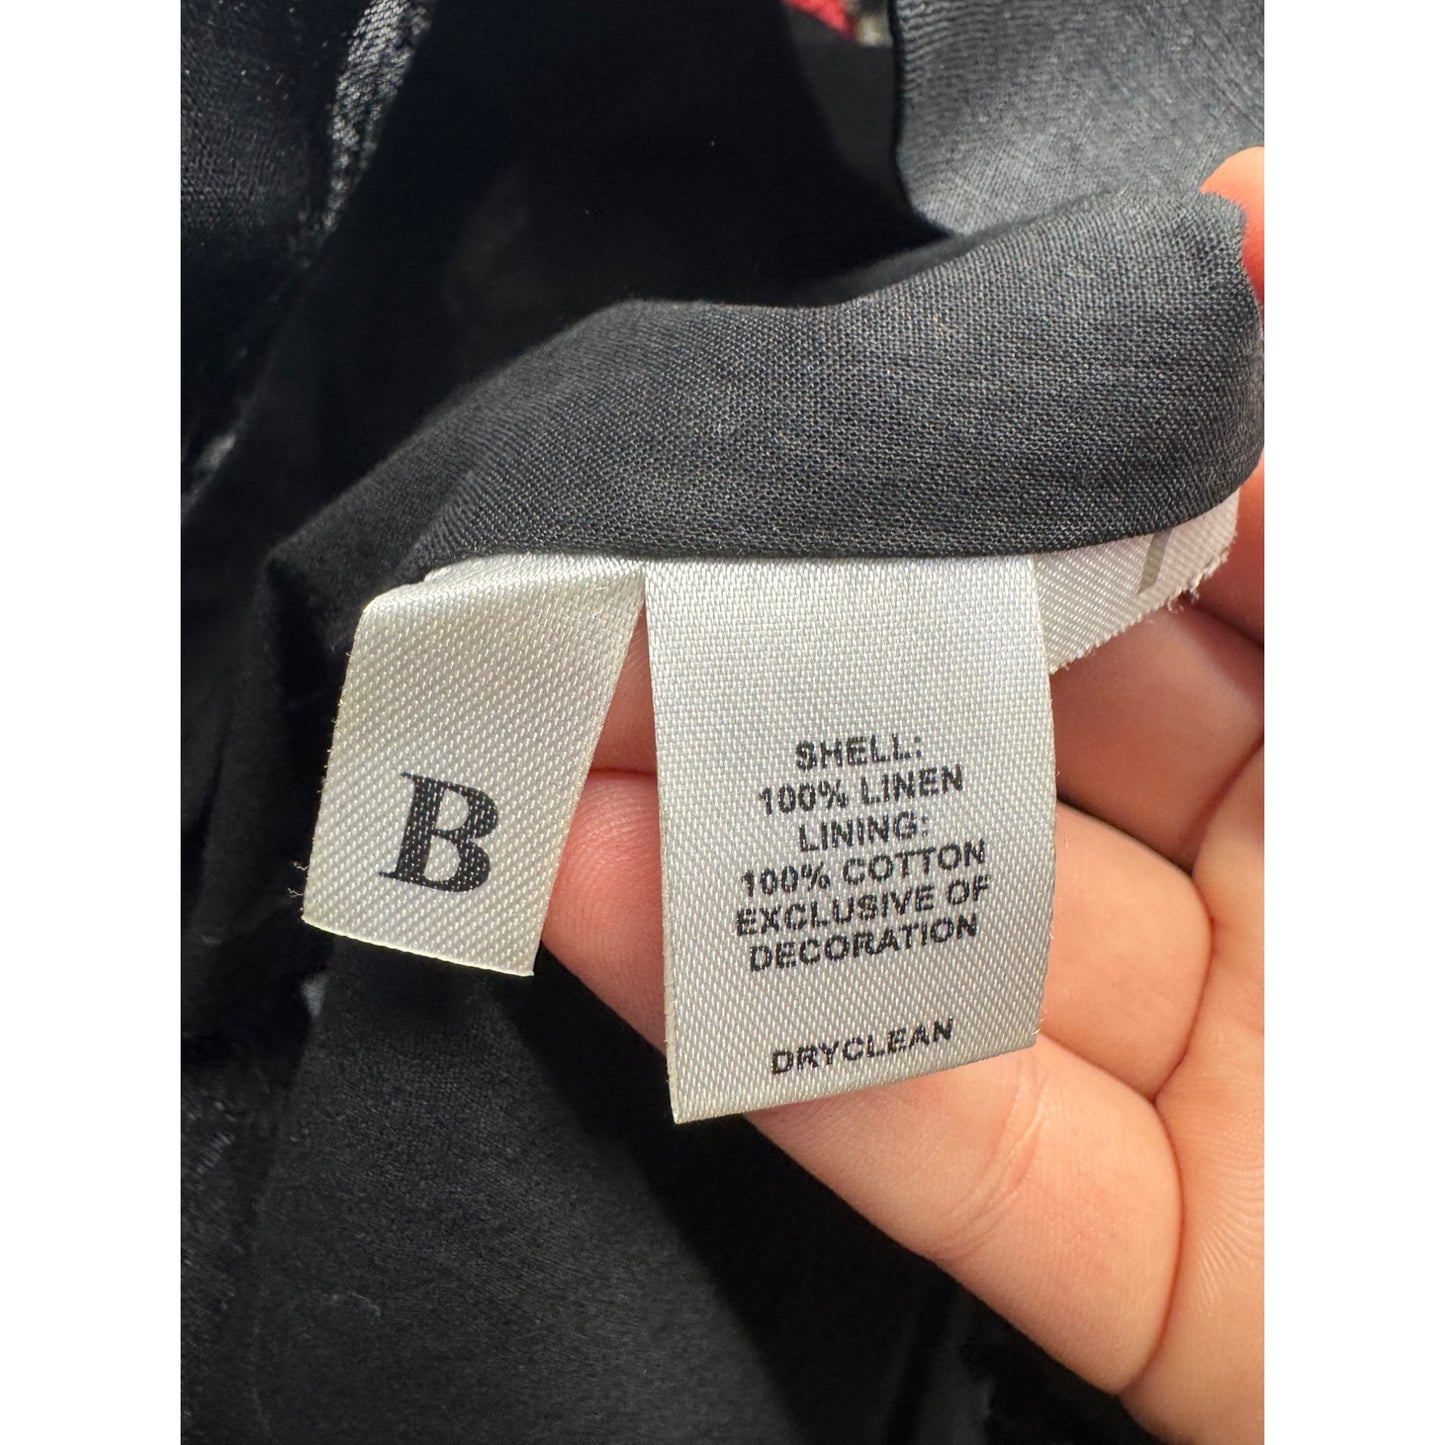 B
SHELL:
100% LINEN
LINING:
100% COTTON
EXCLUSIVE OF
DECORATION
DRYCLEAN